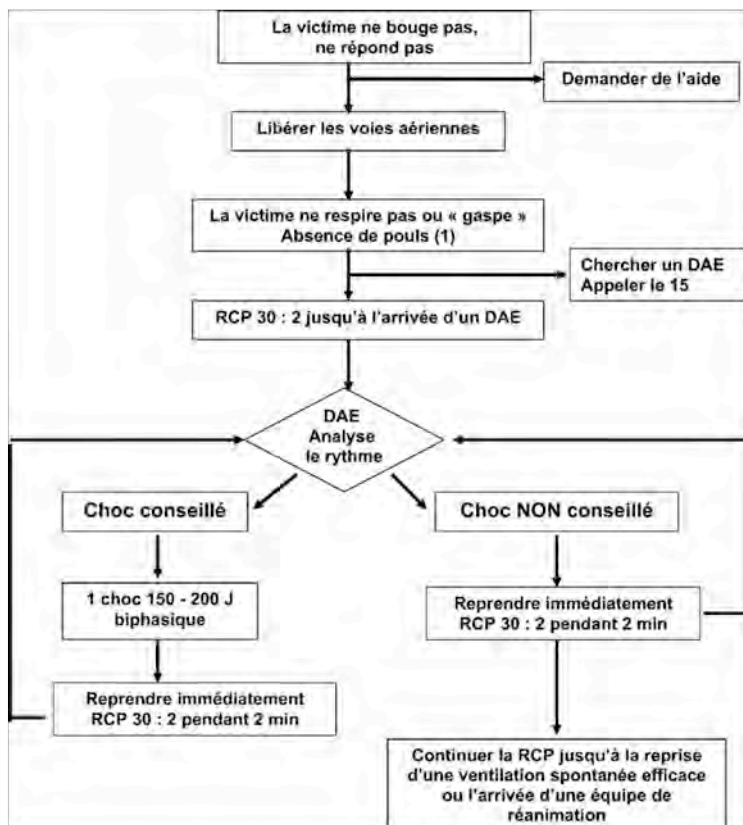 La victime ne bouge pas,
ne répond pas
Demander de l'aide
Libérer les voies aériennes
La victime ne respire pas ou « gaspe »
Absence de pouls (1)
Chercher un DAE
Appeler le 15
RCP 30 : 2 jusqu'à l'arrivée d'un DAE
DAE
Analyse
le rythme
Choc conseillé
Choc NON conseillé
1 choc 150 - 200 J
biphasique
Reprendre immédiatement
RCP 30 : 2 pendant 2 min
Reprendre immédiatement
RCP 30 : 2 pendant 2 min
Continuer la RCP jusqu'à la reprise
d'une ventilation spontanée efficace
ou l'arrivée d'une équipe de
réanimation